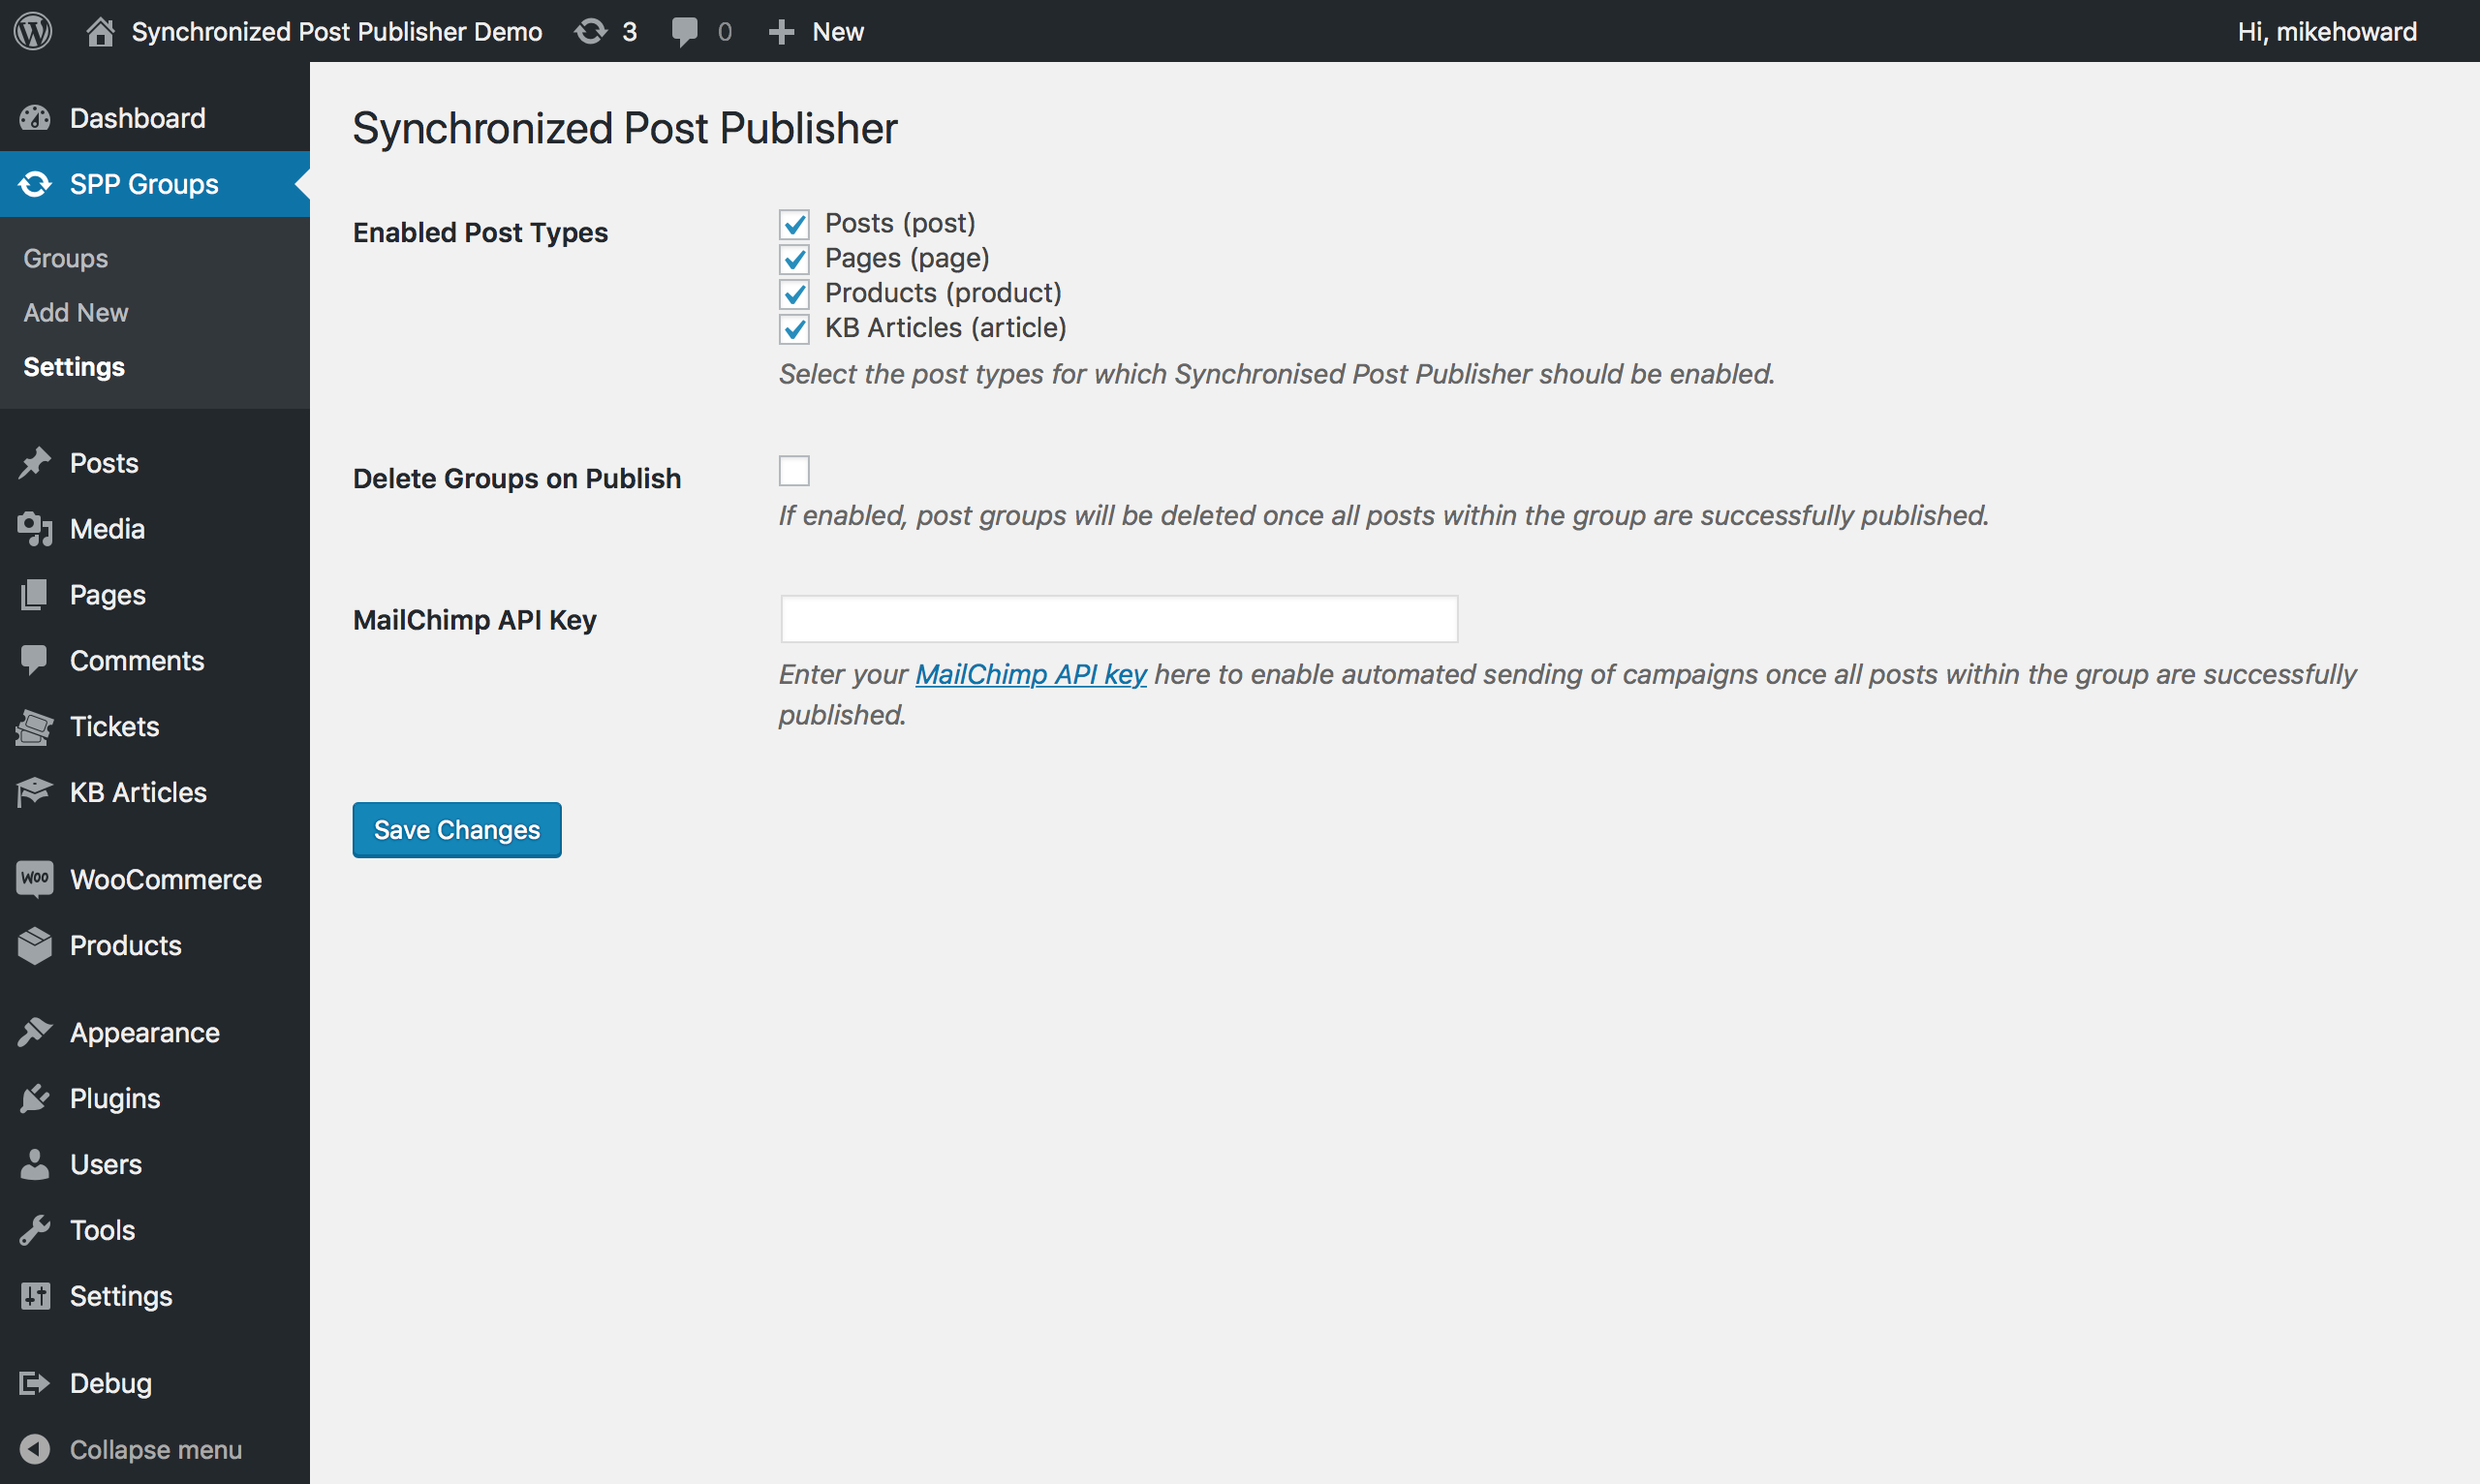 Synchronized Post Publisher Demo 3 0 New Hi, mikehoward
Dashboard
SPP Groups
Groups
Add New
Settings
Posts
Media
Pages
Comments
Tickets
KB Articles
Woo WooCommerce
Products
Appearance
Plugins
Users
Tools
Settings
Debug
Collapse menu
Synchronized Post Publisher
Enabled Post Types
Posts (post)
Pages (page)
Products (product)
KB Articles (article)
Select the post types for which Synchronised Post Publisher should be enabled.
Delete Groups on Publish
If enabled, post groups will be deleted once all posts within the group are successfully published.
MailChimp API Key
Enter your MailChimp API key here to enable automated sending of campaigns once all posts within the group are successfully
published.
Save Changes